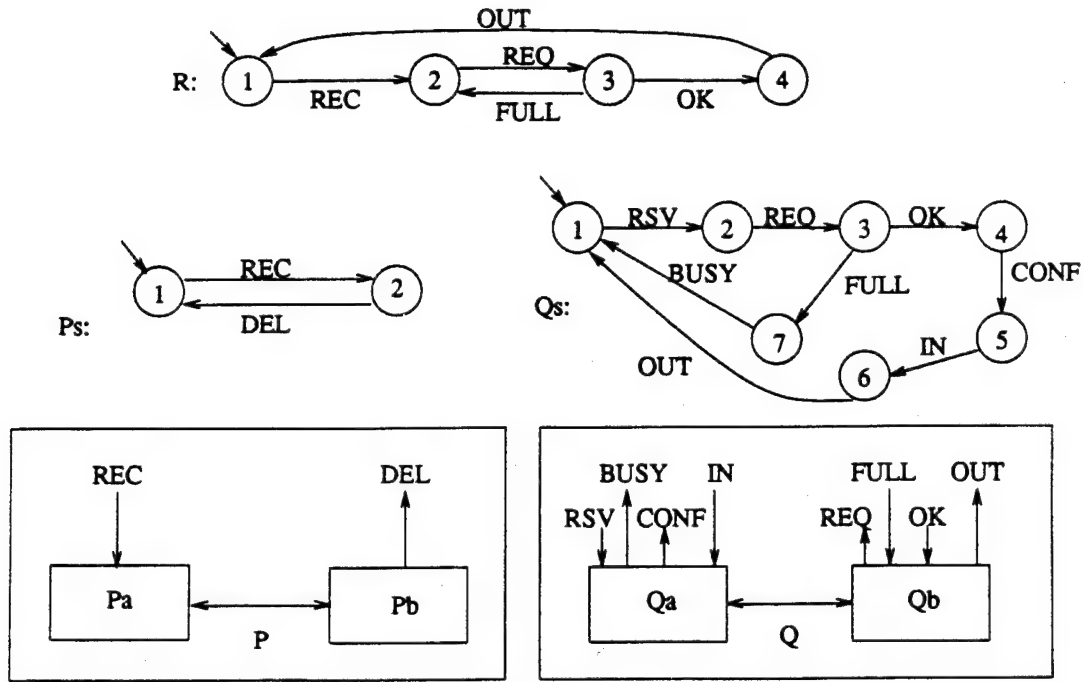 OUT
R: 1 REC 2 REQ 3 OK 4
FULL
Ps: 1 REC 2
DEL
Qs: 1 RSV 2 REQ 3 OK 4
BUSY FULL CONF
7 5
OUT 6 IN
REC DEL
Pa Pb
P
BUSY IN FULL OUT
RSV CONF REQ OK
Qa Qb
Q